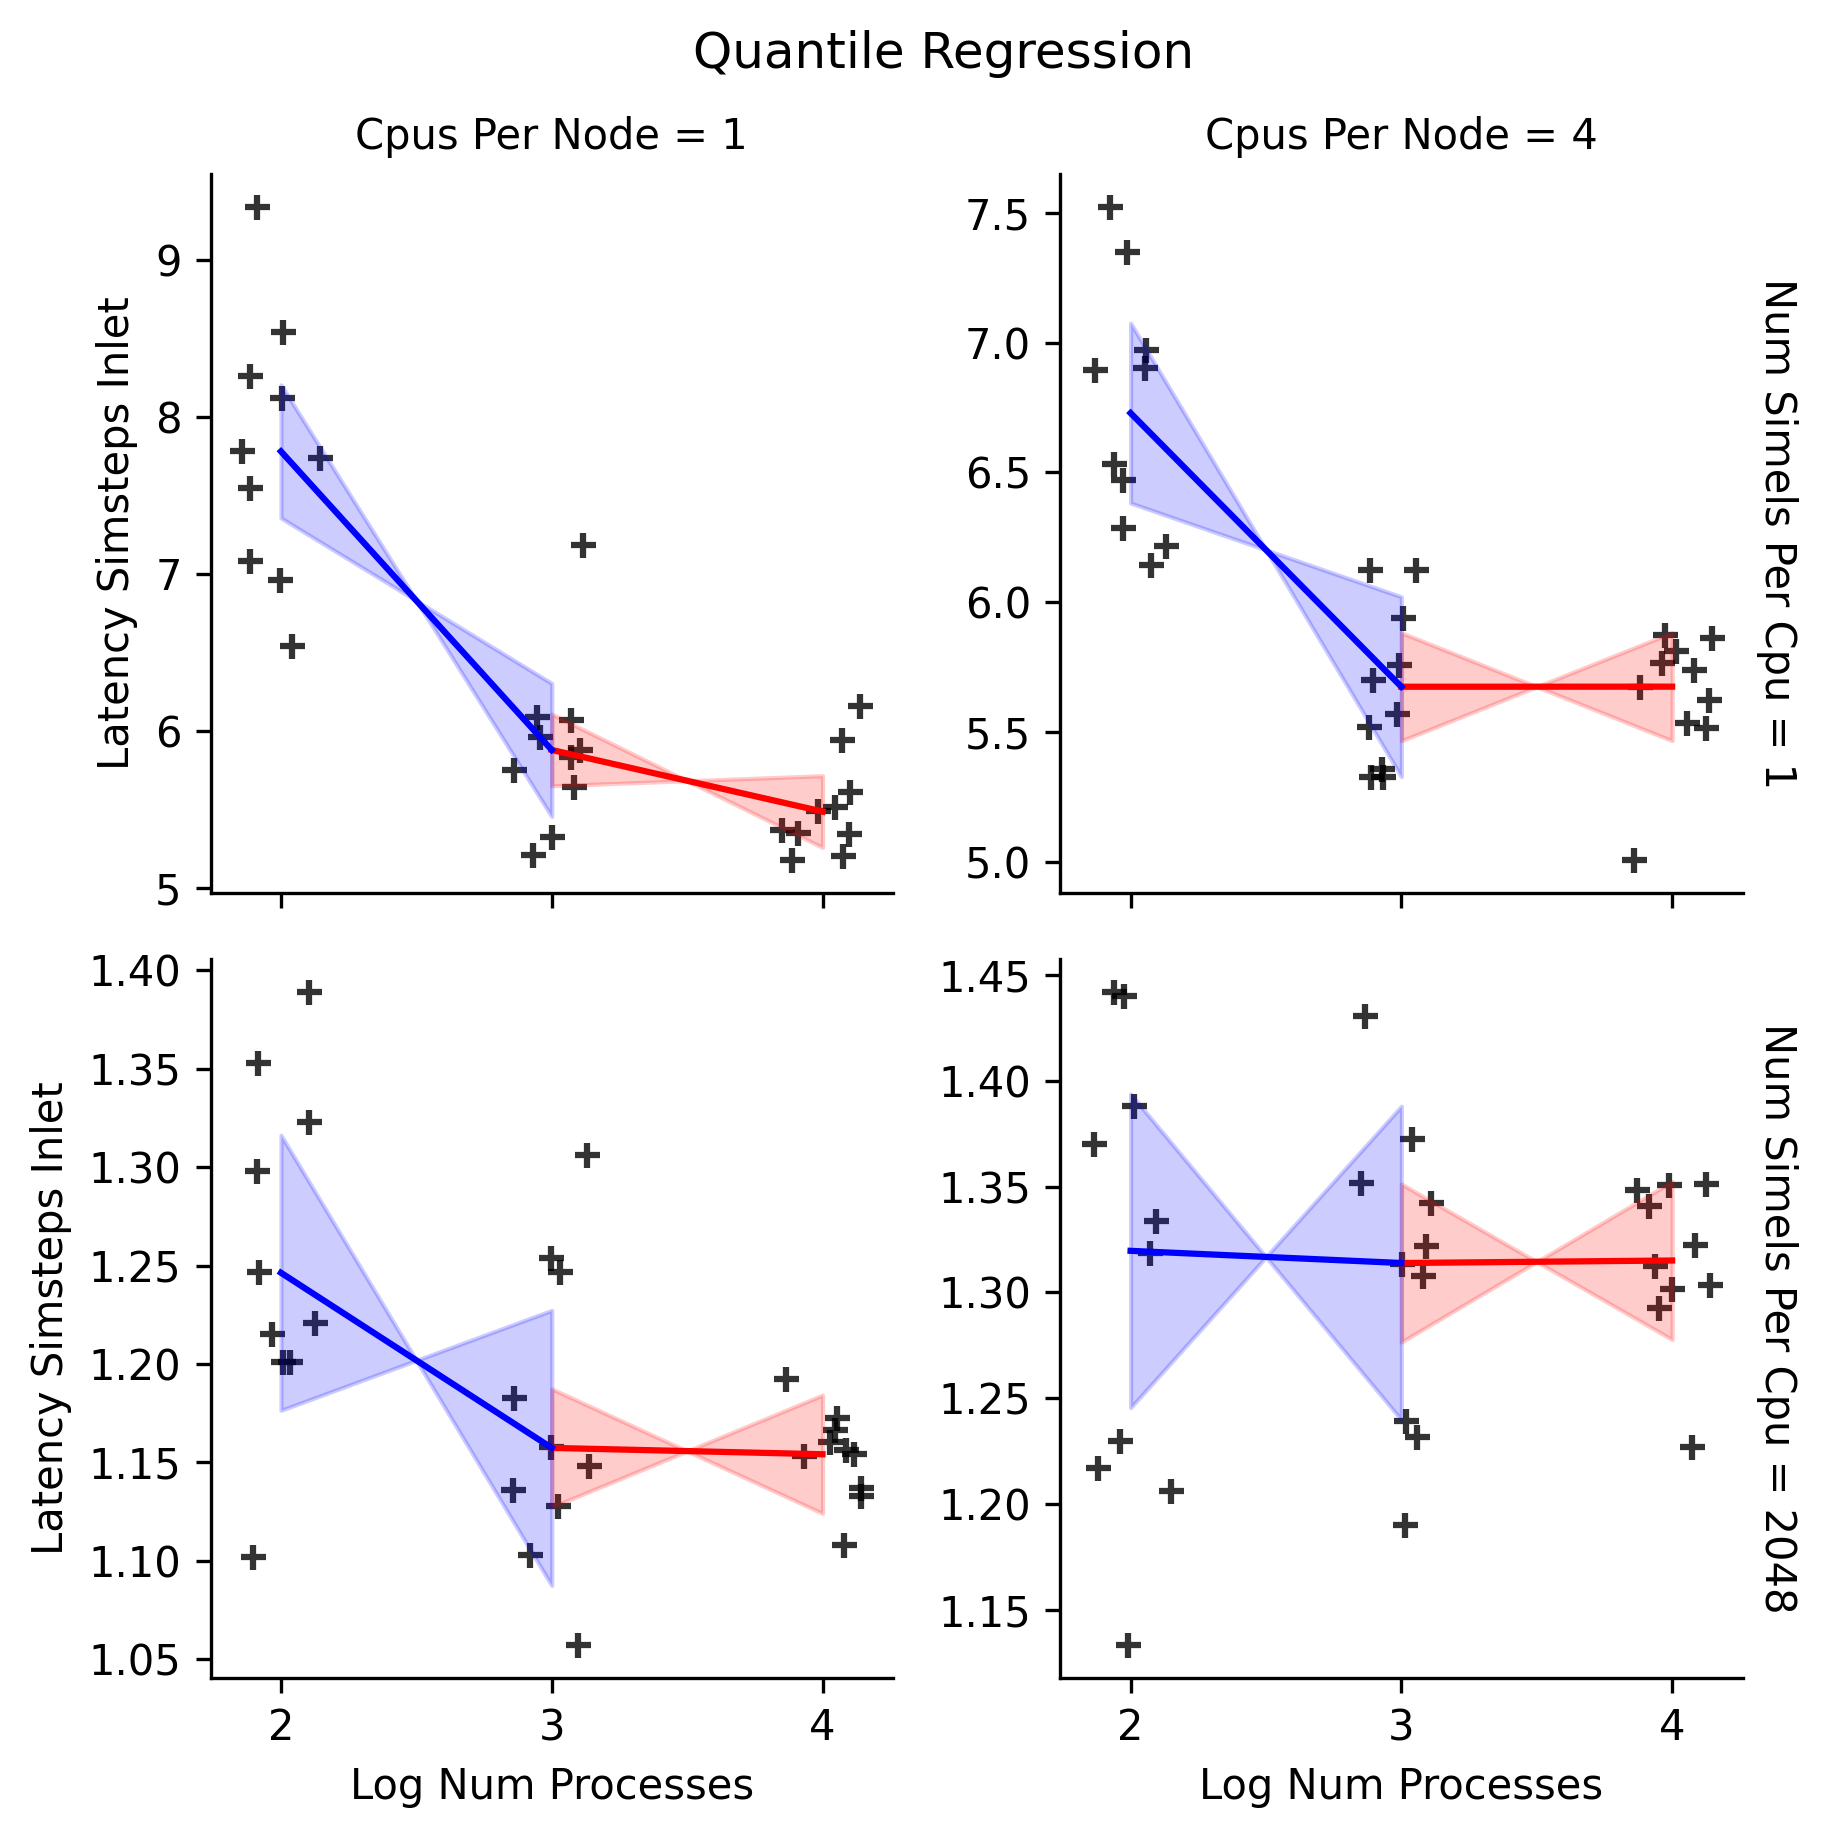 Quantile Regression
Cpus Per Node = 1
Cpus Per Node = 4
Latency Simsteps Inlet
9
8
7
6
5
7.5
7.0
6.5
6.0
5.5
5.0
Num Simels Per Cpu = 1
Latency Simsteps Inlet
1.40
1.35
1.30
1.25
1.20
1.15
1.10
1.05
1.45
1.40
1.35
1.30
1.25
1.20
1.15
Num Simels Per Cpu = 2048
2 3 4
2 3 4
Log Num Processes
Log Num Processes